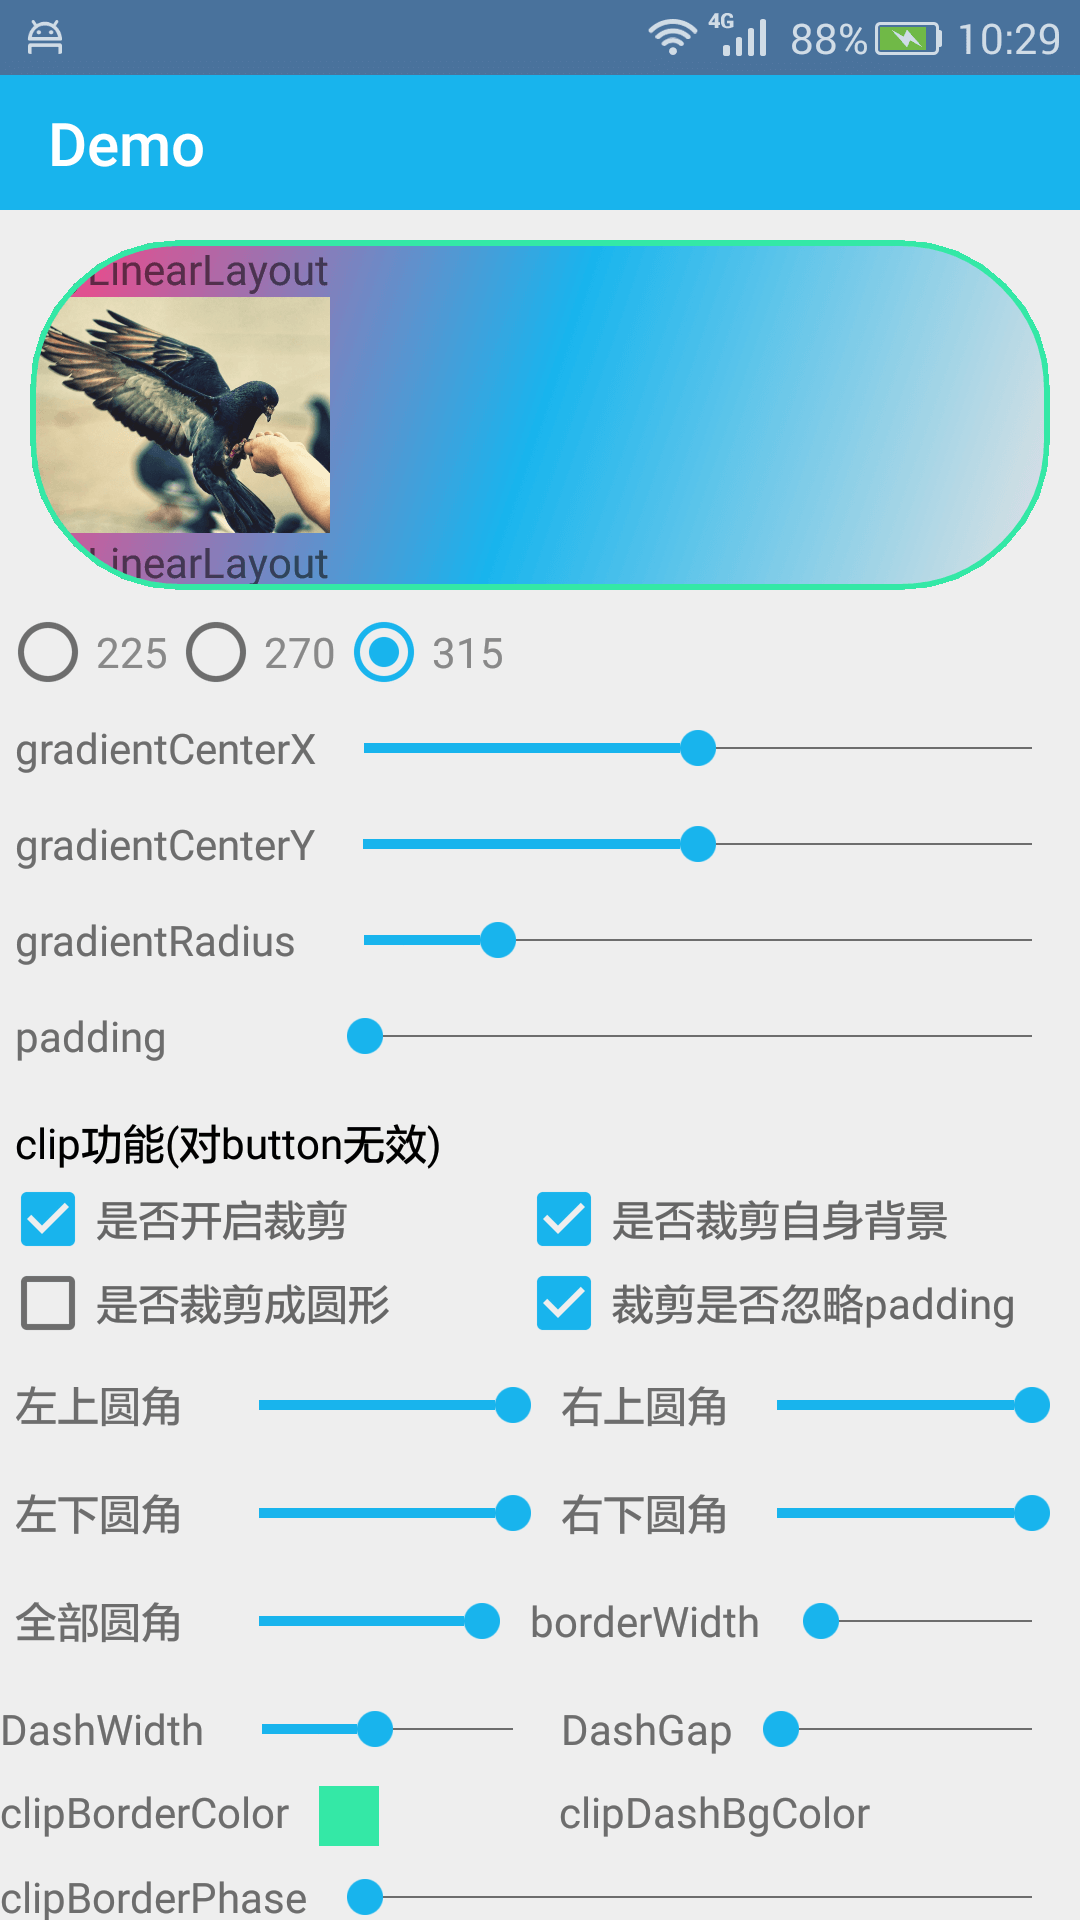 4G 88% 10:29
Demo
LinearLayout
LinearLayout
225 270 315
gradientCenterX
gradientCenterY
gradientRadius
padding
clip功能(对button无效)
是否开启裁剪 是否裁剪自身背景
是否裁剪成圆形 裁剪是否忽略padding
左上圆角 右上圆角
左下圆角 右下圆角
全部圆角 borderWidth
DashWidth DashGap
clipBorderColor clipDashBgColor
clipBorderPhase